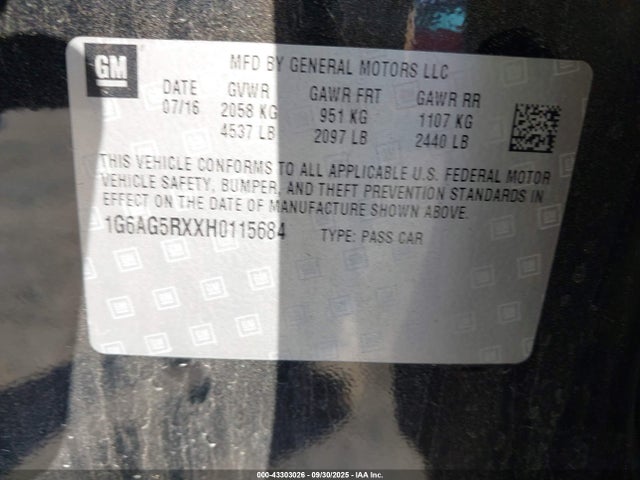 GM
MFD BY GENERAL MOTORS LLC
DATE GVWR GAWR FRT GAWR RR
07/16 2058 KG 951 KG 1107 KG
4537 LB 2097 LB 2440 LB
THIS VEHICLE CONFORMS TO ALL APPLICABLE U.S. FEDERAL MOTOR
VEHICLE SAFETY, BUMPER, AND THEFT PREVENTION STANDARDS IN
EFFECT ON THE DATE OF MANUFACTURE SHOWN ABOVE.
1G6AG5RXXH0115684 TYPE: PASS CAR
000-43303026 - 09/30/2025 - IAA Inc.